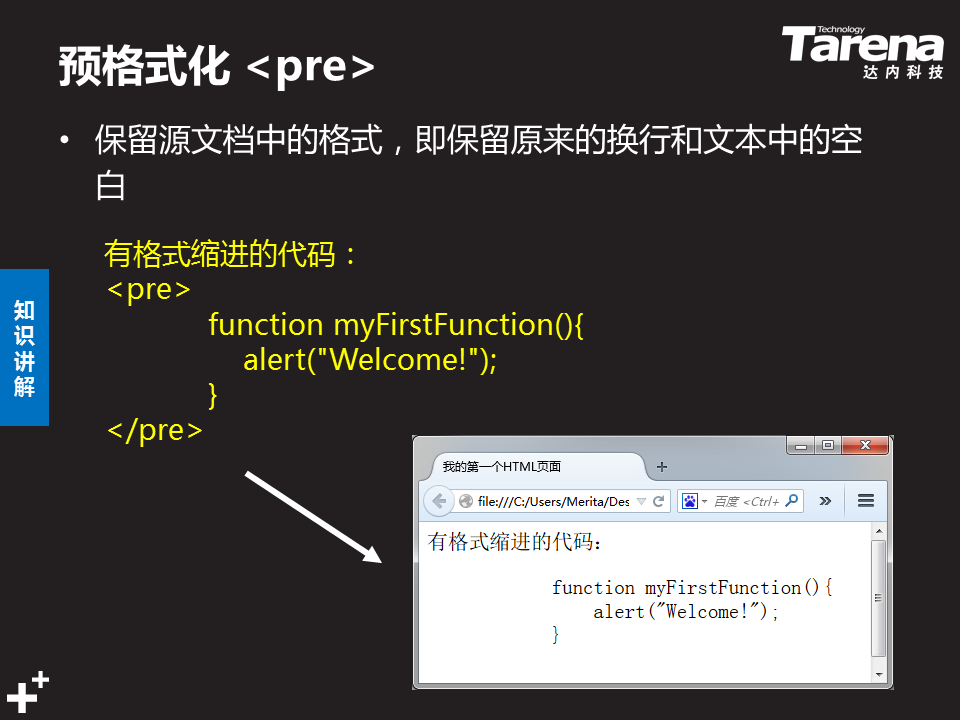 预格式化 <pre>
Technology
Tarena
达内科技
• 保留源文档中的格式，即保留原来的换行和文本中的空
白
有格式缩进的代码：
<pre>
function myFirstFunction(){
alert("Welcome!");
}
</pre>
知识讲解
我的第一个HTML页面
file:///C:/Users/Merita/Des
百度 <Ctrl+
有格式缩进的代码：
function myFirstFunction(){
alert("Welcome!");
}